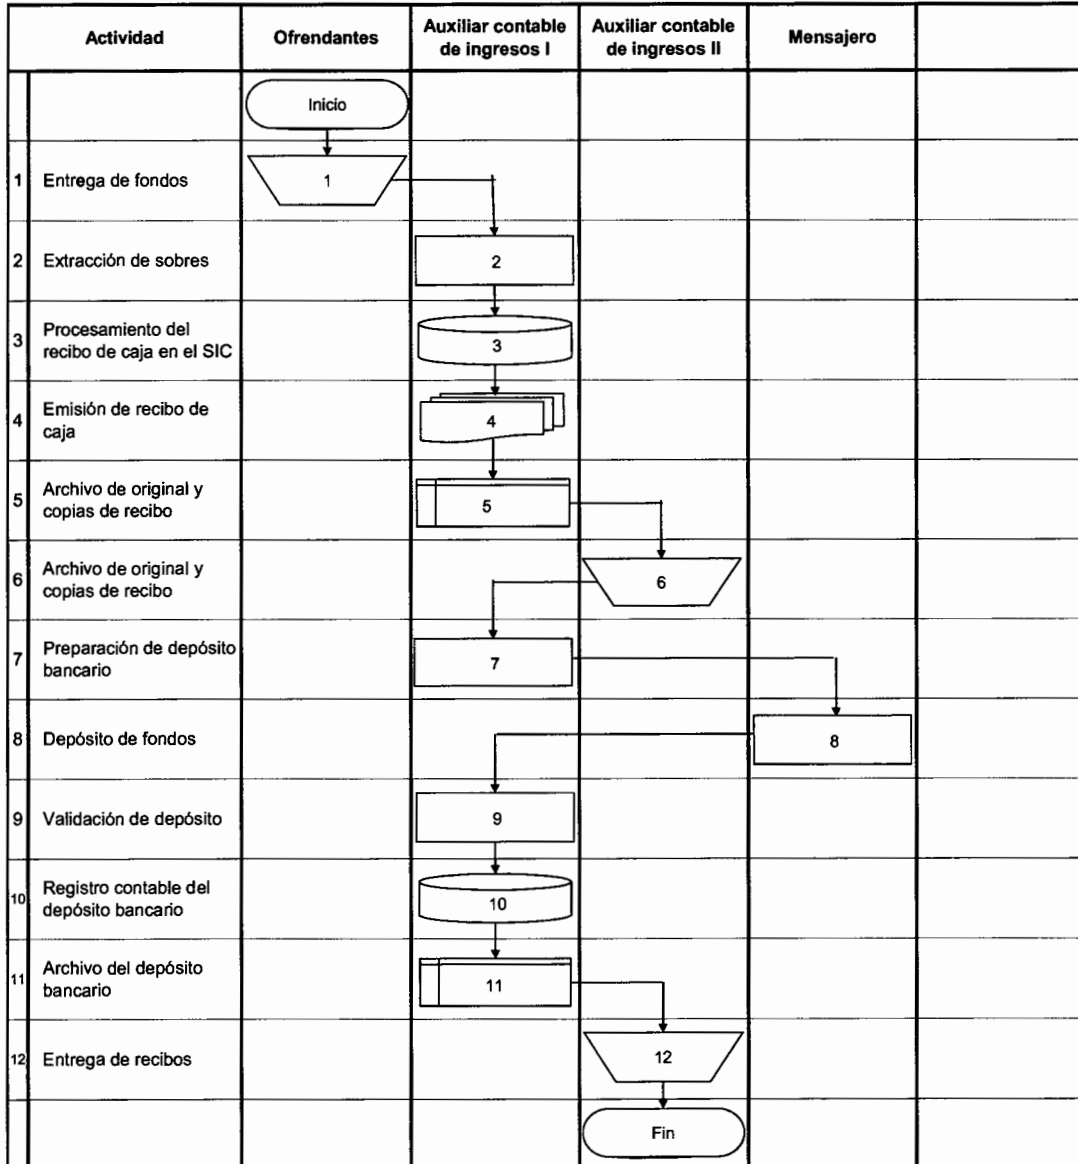 Actividad
Ofrendantes
Auxiliar contable
de ingresos I
Auxiliar contable
de ingresos II
Mensajero
Inicio
1
Entrega de fondos
1
2
Extracción de sobres
2
3
Procesamiento del
recibo de caja en el SIC
3
4
Emisión de recibo de
caja
4
5
Archivo de original y
copias de recibo
5
6
Archivo de original y
copias de recibo
6
7
Preparación de depósito
bancario
7
8
Depósito de fondos
8
9
Validación de depósito
9
10
Registro contable del
depósito bancario
10
11
Archivo del depósito
bancario
11
12
Entrega de recibos
12
Fin